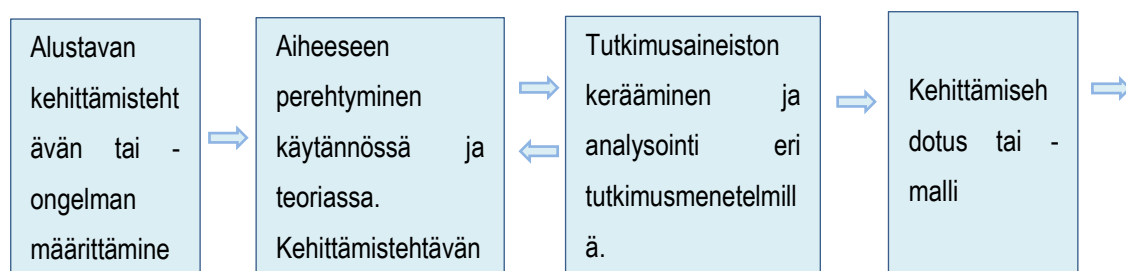 Alustavan
kehittämisteht
ävän tai -
ongelman
määrittämine
Aiheeseen
perehtyminen
käytännössä ja
teoriassa.
Kehittämistehtävän
Tutkimusaineiston
kerääminen ja
analysointi eri
tutkimusmenetelmill
ä.
Kehittämiseh
dotus tai -
malli